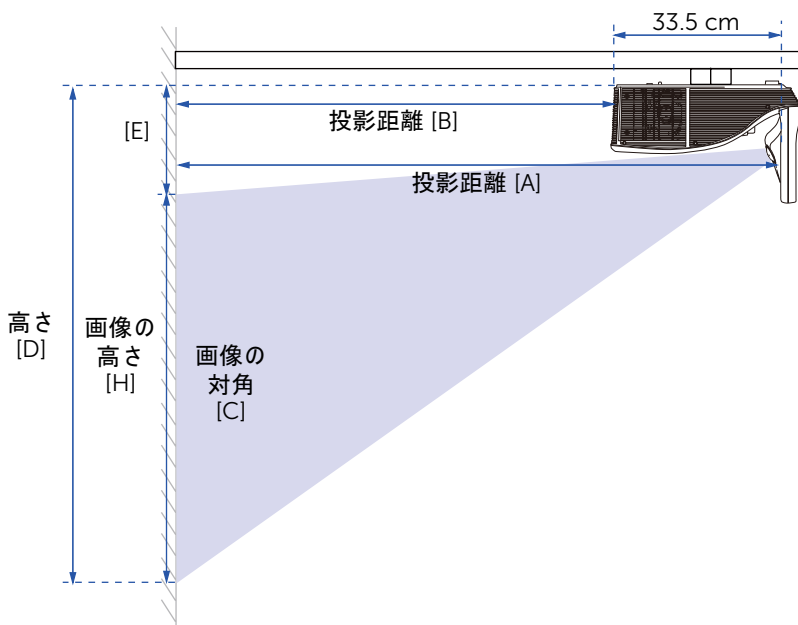 33.5 cm
[E]
投影距離 [B]
投影距離 [A]
高さ
[D]
画像の
高さ
[H]
画像の
対角
[C]